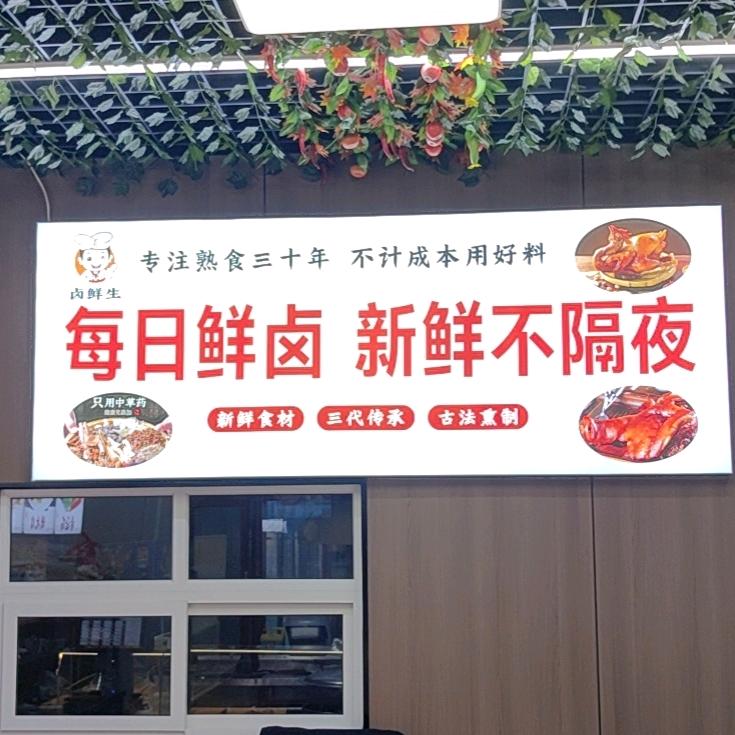 专注熟食三十年 不计成本用好料
卤鲜生
每日鲜卤 新鲜不隔夜
只用中草药
新鲜食材 三代传承 古法熏制